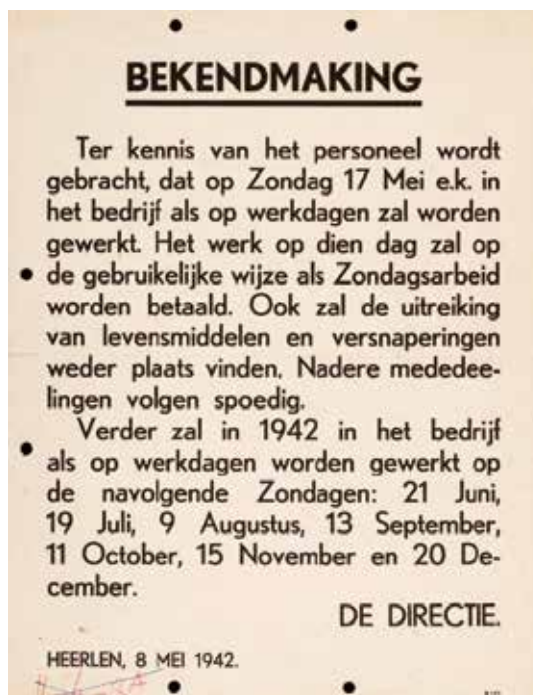 BEKENDMAKING
Ter kennis van het personeel wordt
gebracht, dat op Zondag 17 Mei e.k. in
het bedrijf als op werkdagen zal worden
gewerkt. Het werk op dien dag zal op
de gebruikelijke wijze als Zondagsarbeid
worden betaald. Ook zal de uitreiking
van levensmiddelen en versnaperingen
weder plaats vinden. Nadere mededee-
lingen volgen spoedig.
Verder zal in 1942 in het bedrijf
als op werkdagen worden gewerkt op
de navolgende Zondagen: 21 Juni,
19 Juli, 9 Augustus, 13 September,
11 October, 15 November en 20 De-
cember.
DE DIRECTIE.
HEERLEN, 8 MEI 1942.